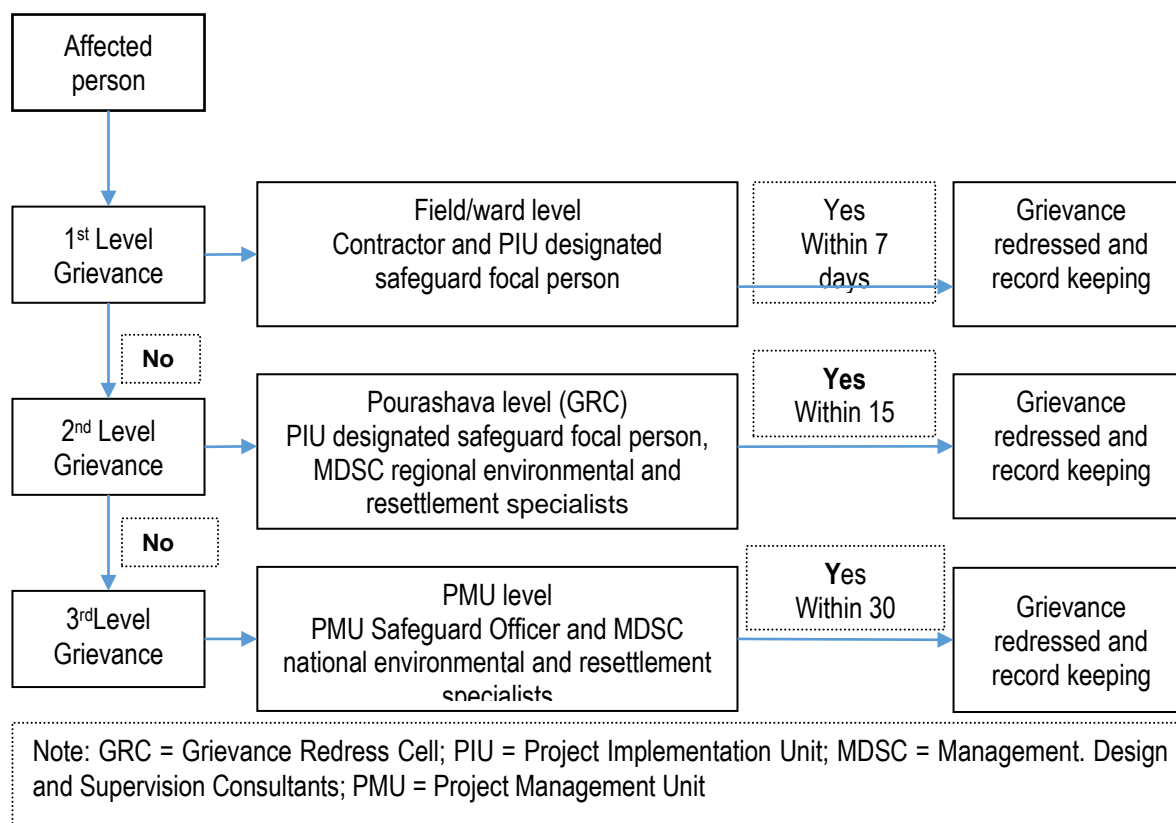 Affected
person
1st Level
Grievance
Field/ward level
Contractor and PIU designated
safeguard focal person
Yes
Within 7
days
Grievance
redressed and
record keeping
No
2nd Level
Grievance
Pourashava level (GRC)
PIU designated safeguard focal person,
MDSC regional environmental and
resettlement specialists
Yes
Within 15
Grievance
redressed and
record keeping
No
3rdLevel
Grievance
PMU level
PMU Safeguard Officer and MDSC
national environmental and resettlement
specialists
Yes
Within 30
Grievance
redressed and
record keeping
Note: GRC = Grievance Redress Cell; PIU = Project Implementation Unit; MDSC = Management. Design
and Supervision Consultants; PMU = Project Management Unit